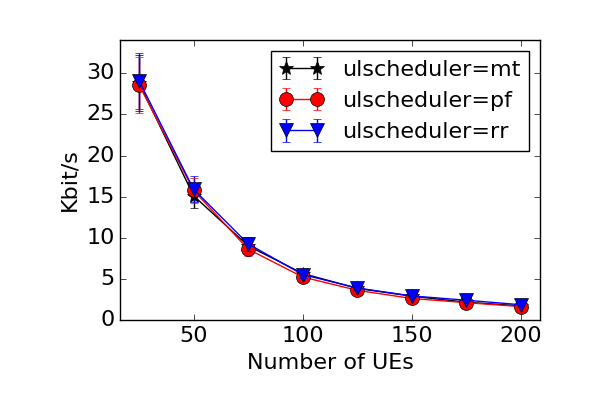 Kbit/s
30
25
20
15
10
5
0
50
100
150
200
Number of UEs
ulscheduler=mt
ulscheduler=pf
ulscheduler=rr